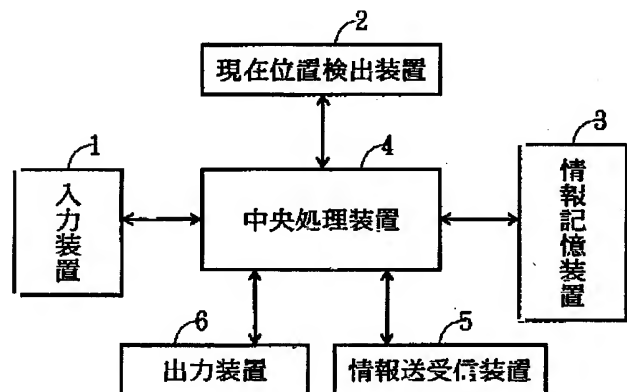 2
現在位置検出装置
1
入力装置
4
中央処理装置
3
情報記憶装置
6
出力装置
5
情報送受信装置